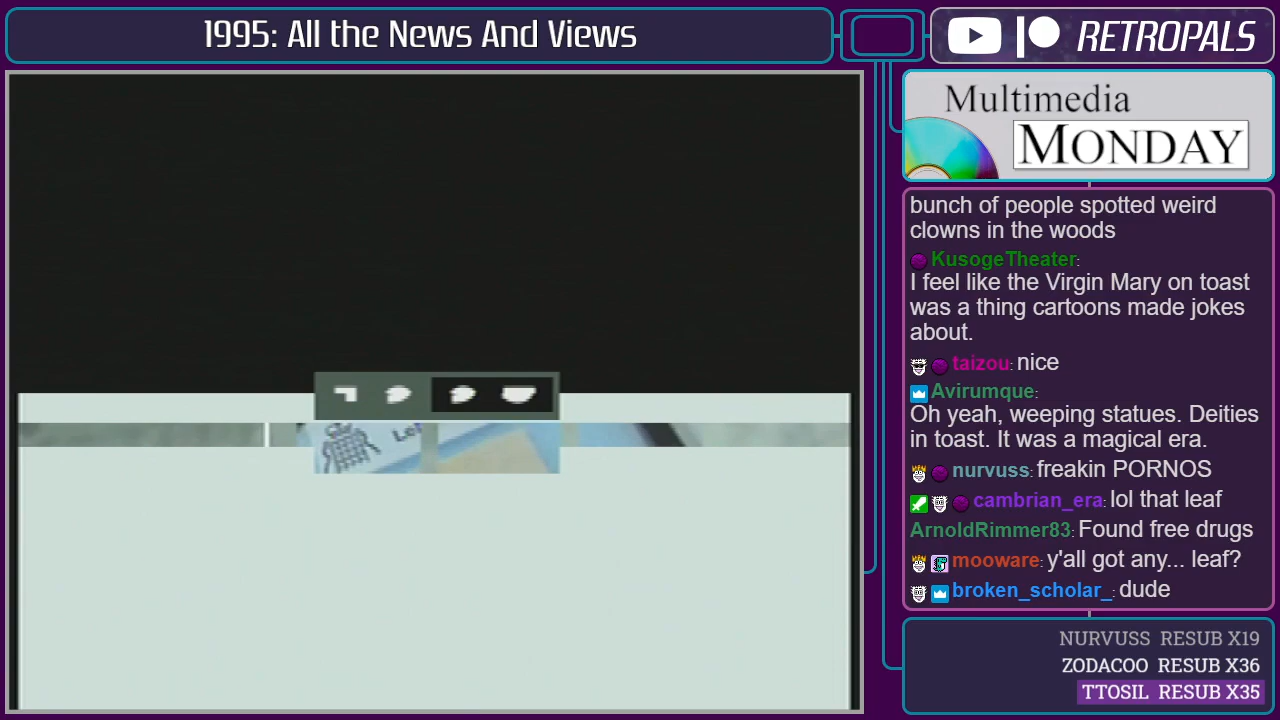 1995: All the News And Views
RETROPALS
Multimedia
MONDAY
bunch of people spotted weird
clowns in the woods
KusogeTheater:
I feel like the Virgin Mary on toast
was a thing cartoons made jokes
about.
taizou: nice
Avirumque:
Oh yeah, weeping statues. Deities
in toast. It was a magical era.
nurvuss: freakin PORNOS
cambrian_era: lol that leaf
ArnoldRimmer83: Found free drugs
mooware: y'all got any... leaf?
broken_scholar_: dude
NURVUSS RESUB X19
ZODACOO RESUB X36
TTOSIL RESUB X35